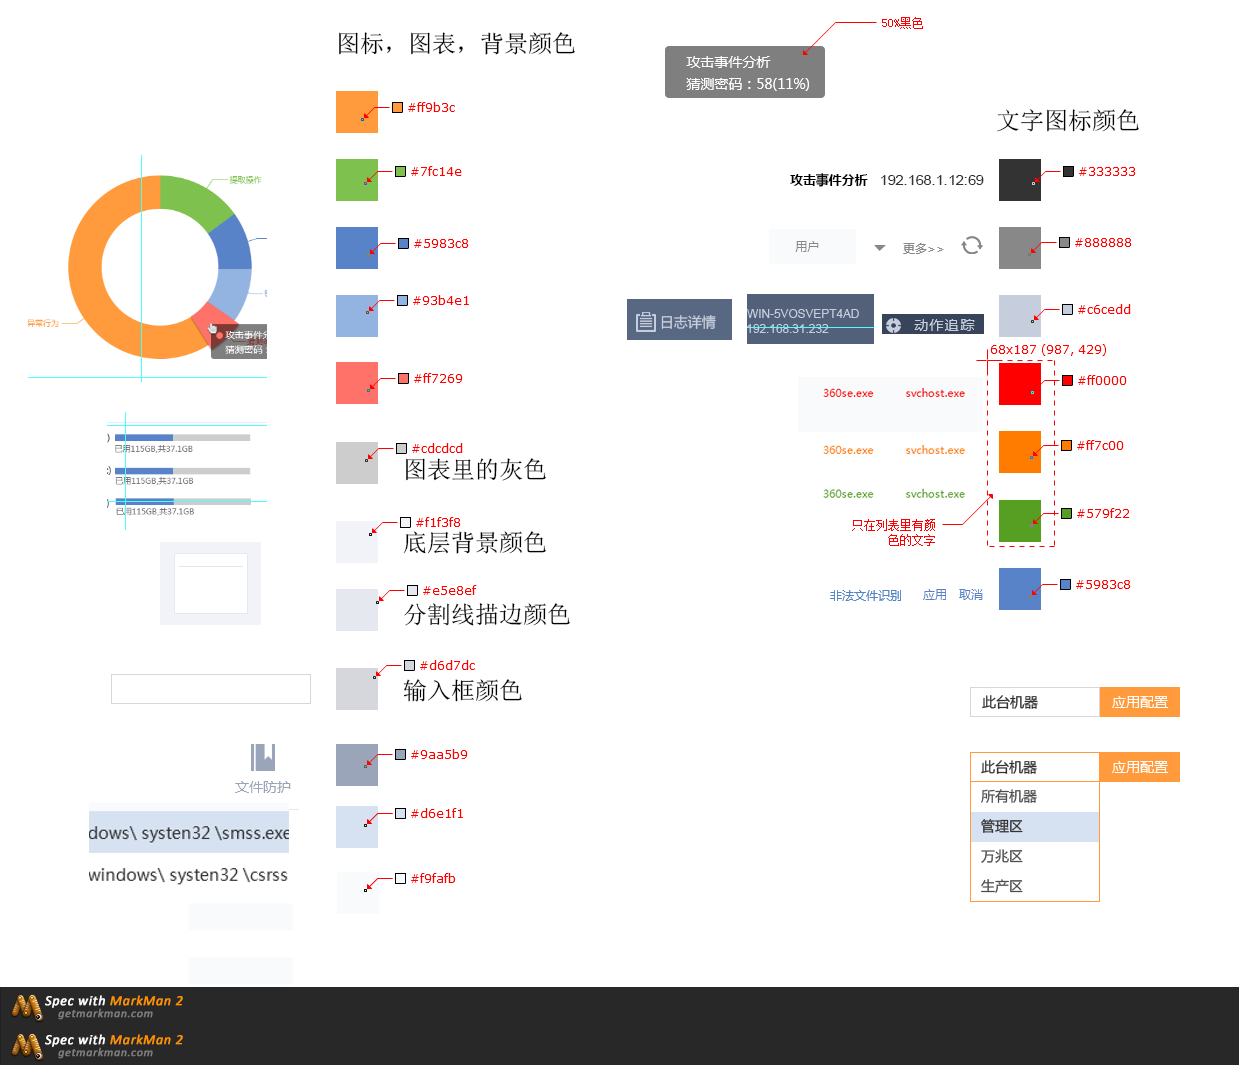 图标，图表，背景颜色
#ff9b3c
#7fc14e
#5983c8
#93b4e1
#ff7269
#cdcdcd
图表里的灰色
#f1f3f8
底层背景颜色
#e5e8ef
分割线描边颜色
#d6d7dc
输入框颜色
#9aa5b9
#d6e1f1
#f9fafb
提取操作
异常行为
攻击事件分
猜测密码
已用115GB,共37.1GB
已用115GB,共37.1GB
已用115GB,共37.1GB
文件防护
dows\ systen32 \smss.exe
windows\ systen32 \csrss
50%黑色
攻击事件分析
猜测密码：58(11%)
文字图标颜色
攻击事件分析 192.168.1.12:69
#333333
用户 更多>>
#888888
日志详情
WIN-5VOSVEPT4AD
192.168.31.232
动作追踪
#c6cedd
68x187 (987, 429)
360se.exe svchost.exe
#ff0000
360se.exe svchost.exe
#ff7c00
360se.exe svchost.exe
#579f22
只在列表里有颜
色的文字
非法文件识别 应用 取消
#5983c8
此台机器 应用配置
此台机器 应用配置
所有机器
管理区
万兆区
生产区
Spec with MarkMan 2
getmarkman.com
Spec with MarkMan 2
getmarkman.com